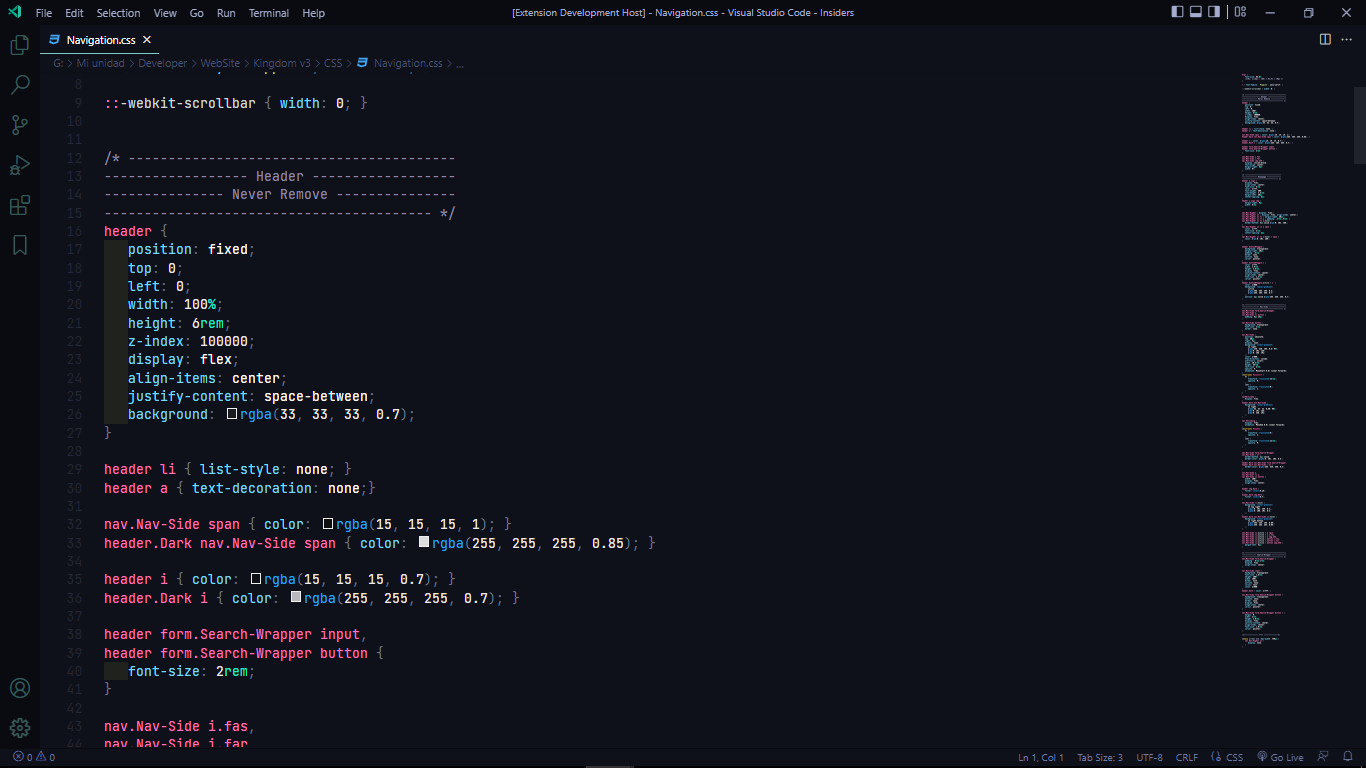 File Edit Selection View Go Run Terminal Help [Extension Development Host] - Navigation.css - Visual Studio Code - Insiders
Navigation.css
G: > Mi unidad > Developer > WebSite > Kingdom v3 > CSS > Navigation.css > ...
8
9 ::-webkit-scrollbar { width: 0; }
10
11
12 /* -----------------------------------------
13 ------------------ Header ------------------
14 --------------- Never Remove ---------------
15 ----------------------------------------- */
16 header {
17 position: fixed;
18 top: 0;
19 left: 0;
20 width: 100%;
21 height: 6rem;
22 z-index: 100000;
23 display: flex;
24 align-items: center;
25 justify-content: space-between;
26 background: rgba(33, 33, 33, 0.7);
27 }
28
29 header li { list-style: none; }
30 header a { text-decoration: none;}
31
32 nav.Nav-Side span { color: rgba(15, 15, 15, 1); }
33 header.Dark nav.Nav-Side span { color: rgba(255, 255, 255, 0.85); }
34
35 header i { color: rgba(15, 15, 15, 0.7); }
36 header.Dark i { color: rgba(255, 255, 255, 0.7); }
37
38 header form.Search-Wrapper input,
39 header form.Search-Wrapper button {
40 font-size: 2rem;
41 }
42
43 nav.Nav-Side i.fas,
44 nav.Nav-Side i.far
0 0 Ln 1, Col 1 Tab Size: 3 UTF-8 CRLF CSS Go Live